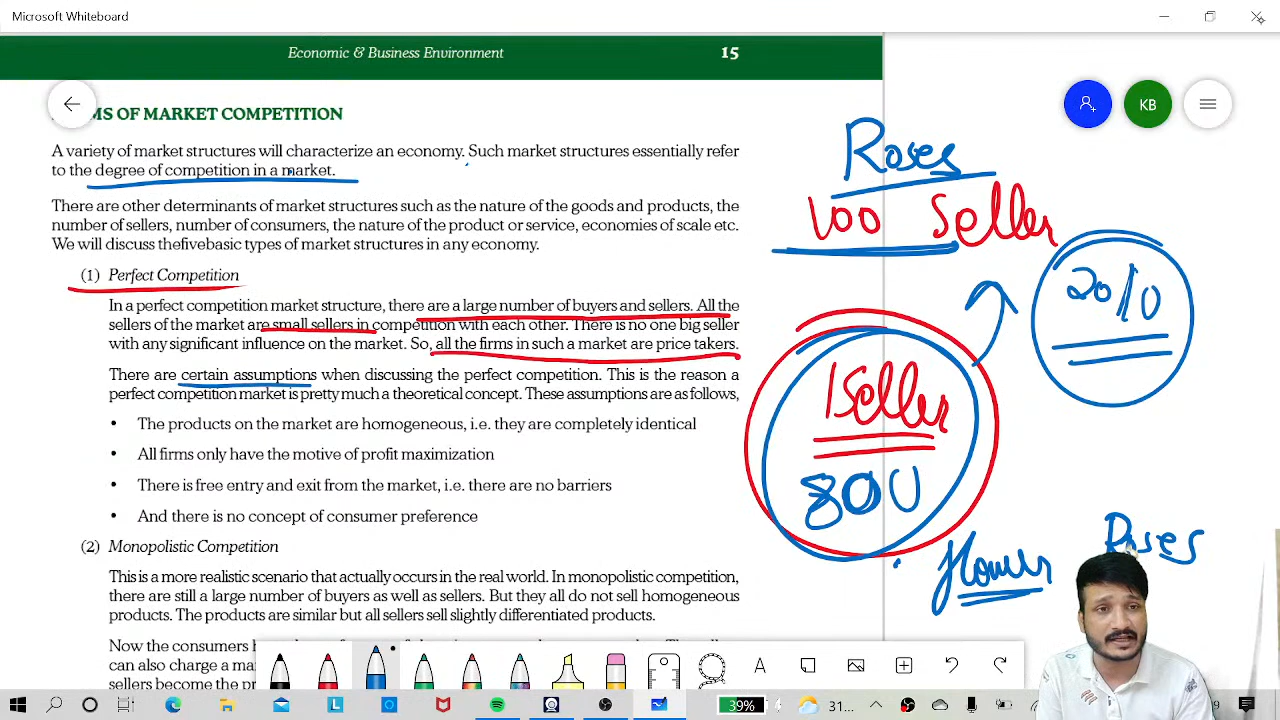 Microsoft Whiteboard
Economic & Business Environment 15
MS OF MARKET COMPETITION
A variety of market structures will characterize an economy. Such market structures essentially refer
to the degree of competition in a market.
There are other determinants of market structures such as the nature of the goods and products, the
number of sellers, number of consumers, the nature of the product or service, economies of scale etc.
We will discuss thefivebasic types of market structures in any economy.
(1) Perfect Competition
In a perfect competition market structure, there are a large number of buyers and sellers. All the
sellers of the market are small sellers in competition with each other. There is no one big seller
with any significant influence on the market. So, all the firms in such a market are price takers.
There are certain assumptions when discussing the perfect competition. This is the reason a
perfect competition market is pretty much a theoretical concept. These assumptions are as follows,
• The products on the market are homogeneous, i.e. they are completely identical
• All firms only have the motive of profit maximization
• There is free entry and exit from the market, i.e. there are no barriers
• And there is no concept of consumer preference
(2) Monopolistic Competition
This is a more realistic scenario that actually occurs in the real world. In monopolistic competition,
there are still a large number of buyers as well as sellers. But they all do not sell homogeneous
products. The products are similar but all sellers sell slightly differentiated products.
Now the consumers
can also charge a
sellers become the
KB
Roses
100 Seller
20%
1 Seller
80U
flower
Roses
A
39%
31...